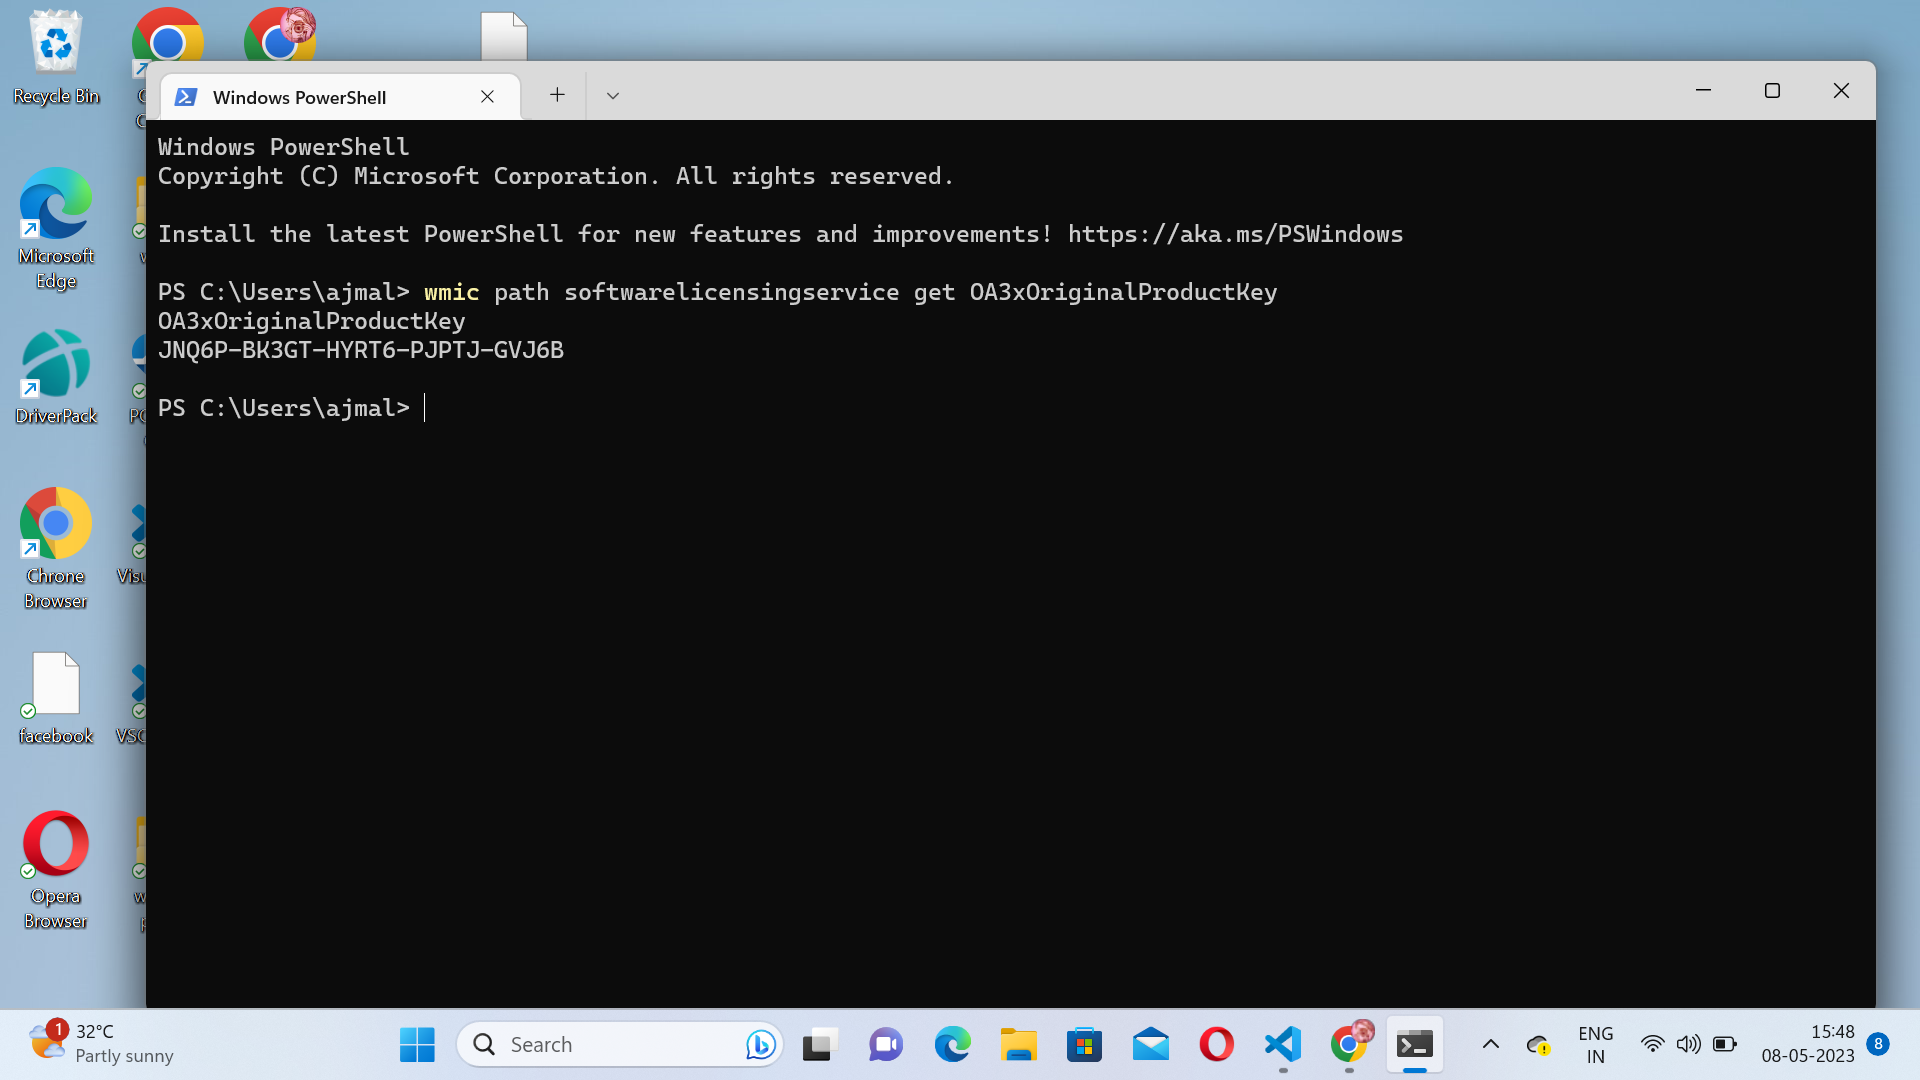 Recycle Bin
Microsoft
Edge
DriverPack
Chrone
Browser
facebook
Opera
Browser
Windows PowerShell
Windows PowerShell
Copyright (C) Microsoft Corporation. All rights reserved.
Install the latest PowerShell for new features and improvements! https://aka.ms/PSWindows
PS C:\Users\ajmal> wmic path softwarelicensingservice get OA3xOriginalProductKey
OA3xOriginalProductKey
JNQ6P-BK3GT-HYRT6-PJPTJ-GVJ6B
PS C:\Users\ajmal>
1
32°C
Partly sunny
Search
ENG
IN
15:48
08-05-2023
8